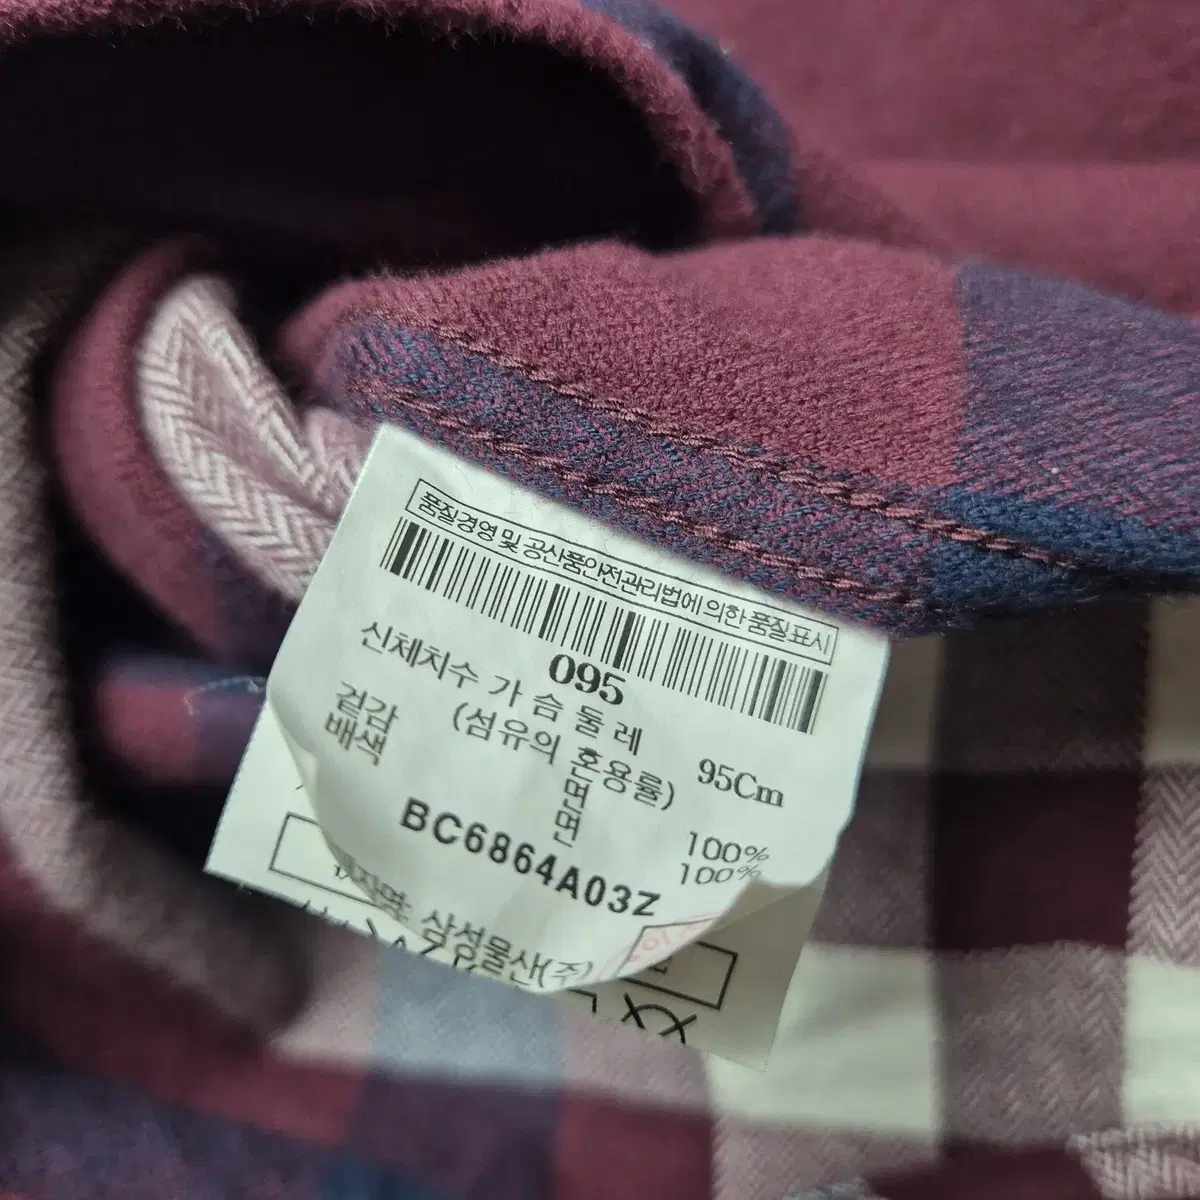 품질경영 및 공산품안전관리법에 의한 품질표시
095
신체치수 가슴둘레 95Cm
(섬유의 혼용률)
겉감 면 100%
배색 면 100%
BC6864A03Z
삼성물산(주)